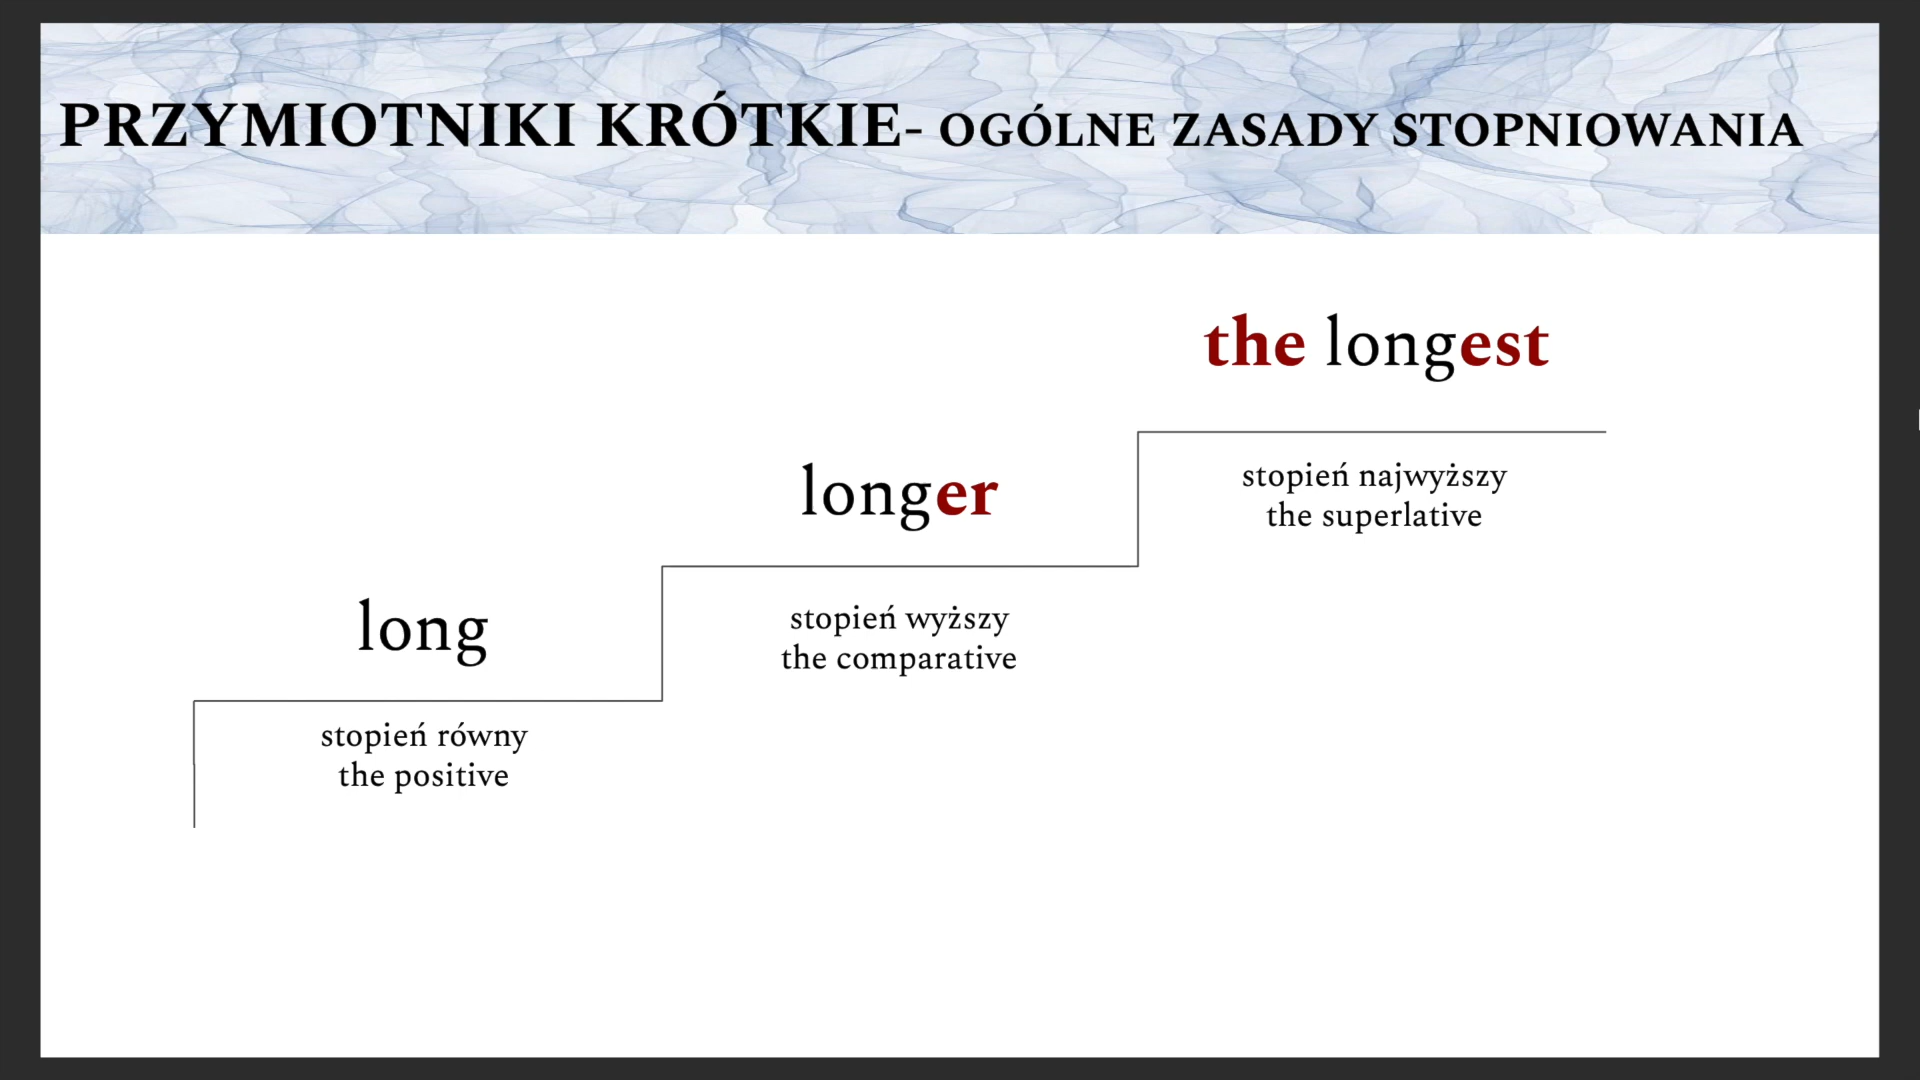 PRZYMIOTNIKI KRÓTKIE- OGÓLNE ZASADY STOPNIOWANIA
the longest
stopień najwyższy
the superlative
longer
stopień wyższy
the comparative
long
stopień równy
the positive